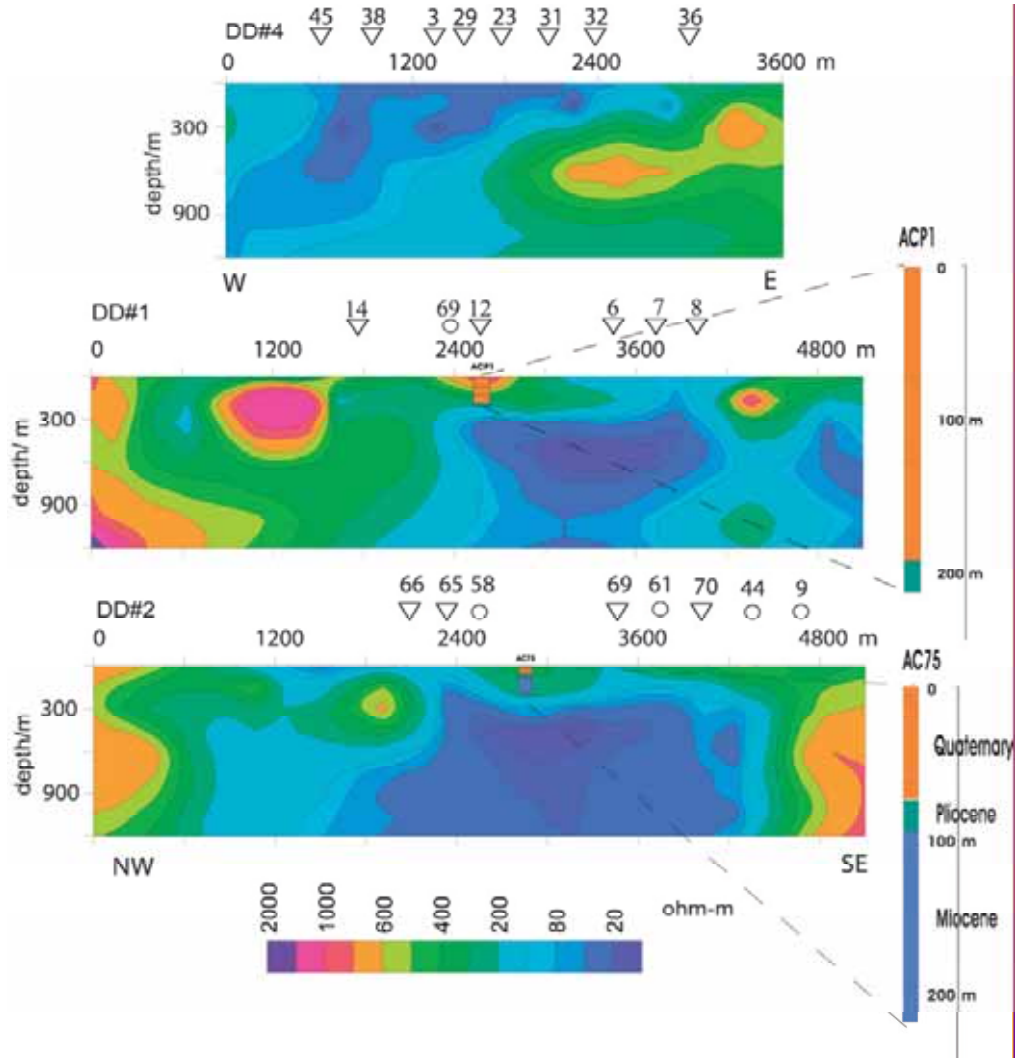 45 38 3 29 23 31 32 36
DD#4
0 1200 2400 3600 m
300
900
depth/m
W E
ACP1
0
100 m
200 m
14 69 12 6 7 8
DD#1
0 1200 2400 3600 4800 m
ACP1
300
900
depth/ m
66 65 58 69 61 70 44 9
DD#2
0 1200 2400 3600 4800 m
AC75
300
900
depth/m
NW SE
AC75
0
Quaternary
Pliocene
100 m
Miocene
200 m
2000 1000 600 400 200 80 20
ohm-m